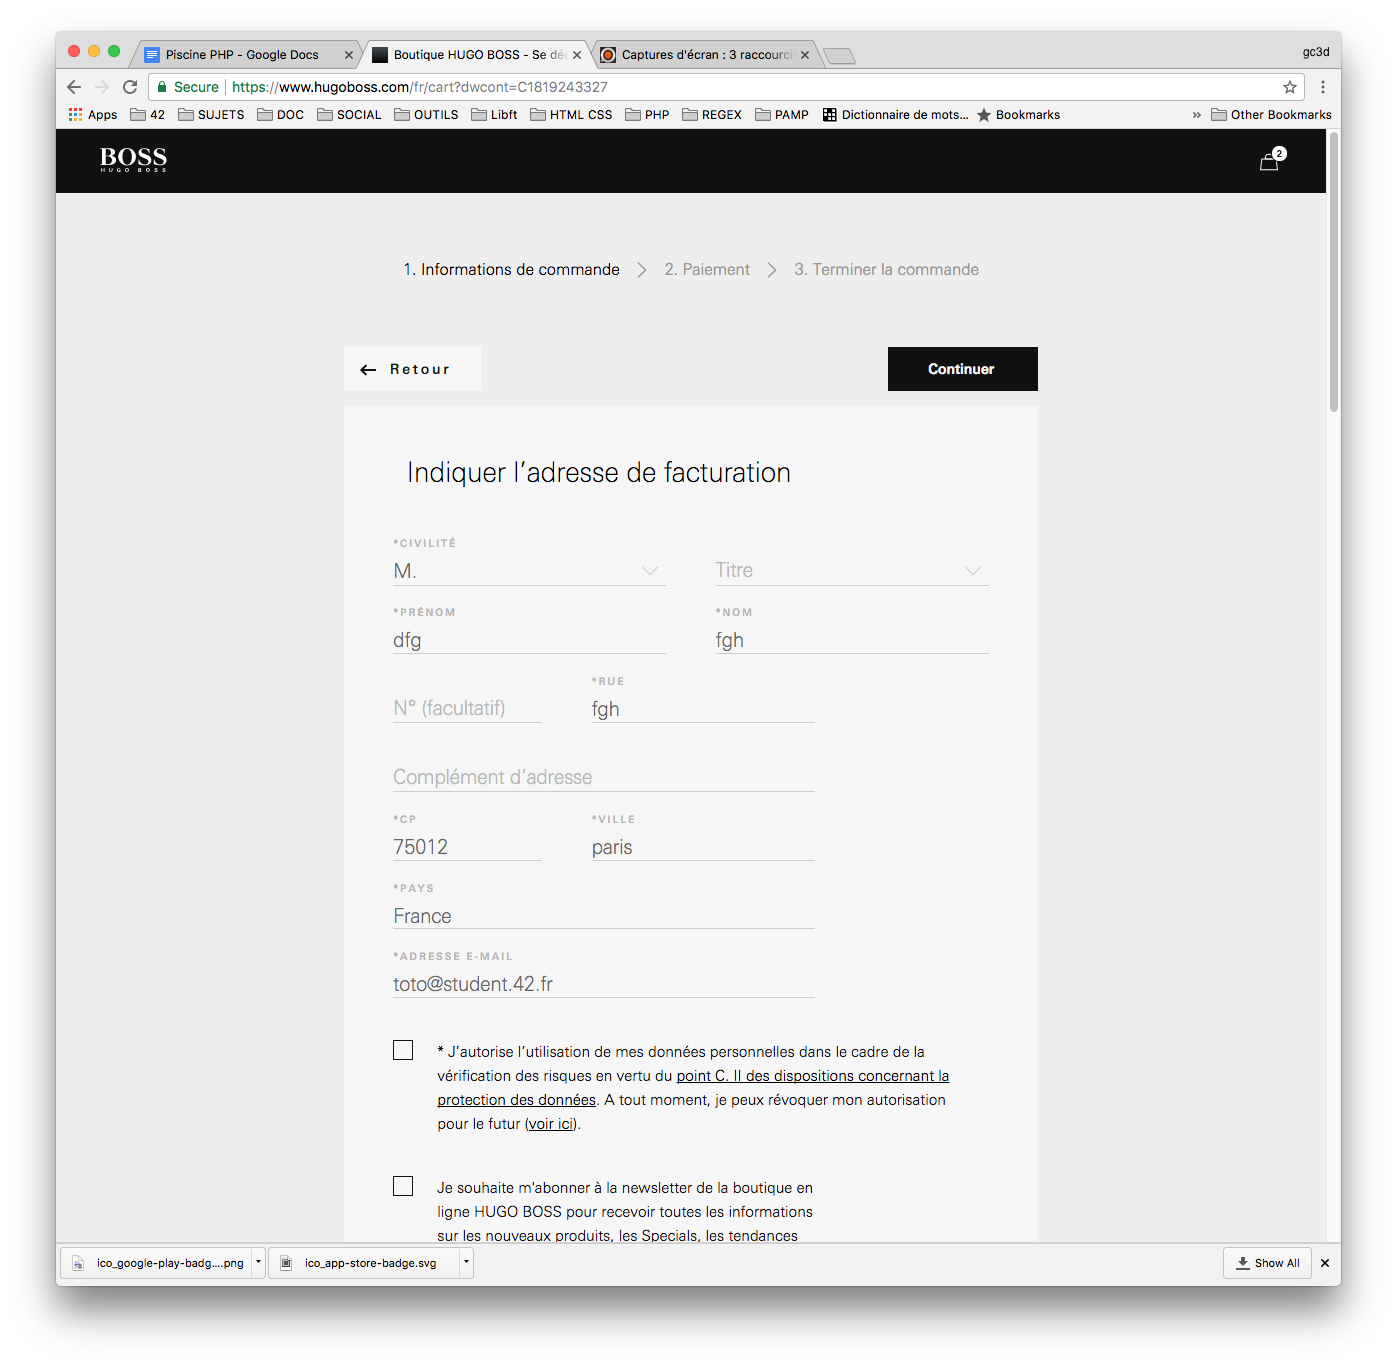 Piscine PHP - Google Docs
Boutique HUGO BOSS - Se dé
Captures d'écran : 3 raccourci
gc3d
Secure https://www.hugoboss.com/fr/cart?dwcont=C1819243327
Apps 42 SUJETS DOC SOCIAL OUTILS Libft HTML CSS PHP REGEX PAMP Dictionnaire de mots... Bookmarks » Other Bookmarks
BOSS
HUGO BOSS
2
1. Informations de commande 2. Paiement 3. Terminer la commande
Retour
Continuer
Indiquer l'adresse de facturation
*CIVILITÉ
M. Titre
*PRÉNOM *NOM
dfg fgh
*RUE
N° (facultatif) fgh
Complément d'adresse
*CP *VILLE
75012 paris
*PAYS
France
*ADRESSE E-MAIL
toto@student.42.fr
* J'autorise l'utilisation de mes données personnelles dans le cadre de la
vérification des risques en vertu du point C. II des dispositions concernant la
protection des données. A tout moment, je peux révoquer mon autorisation
pour le futur (voir ici).
Je souhaite m'abonner à la newsletter de la boutique en
ligne HUGO BOSS pour recevoir toutes les informations
sur les nouveaux produits, les Specials, les tendances
ico_google-play-badg....png ico_app-store-badge.svg Show All